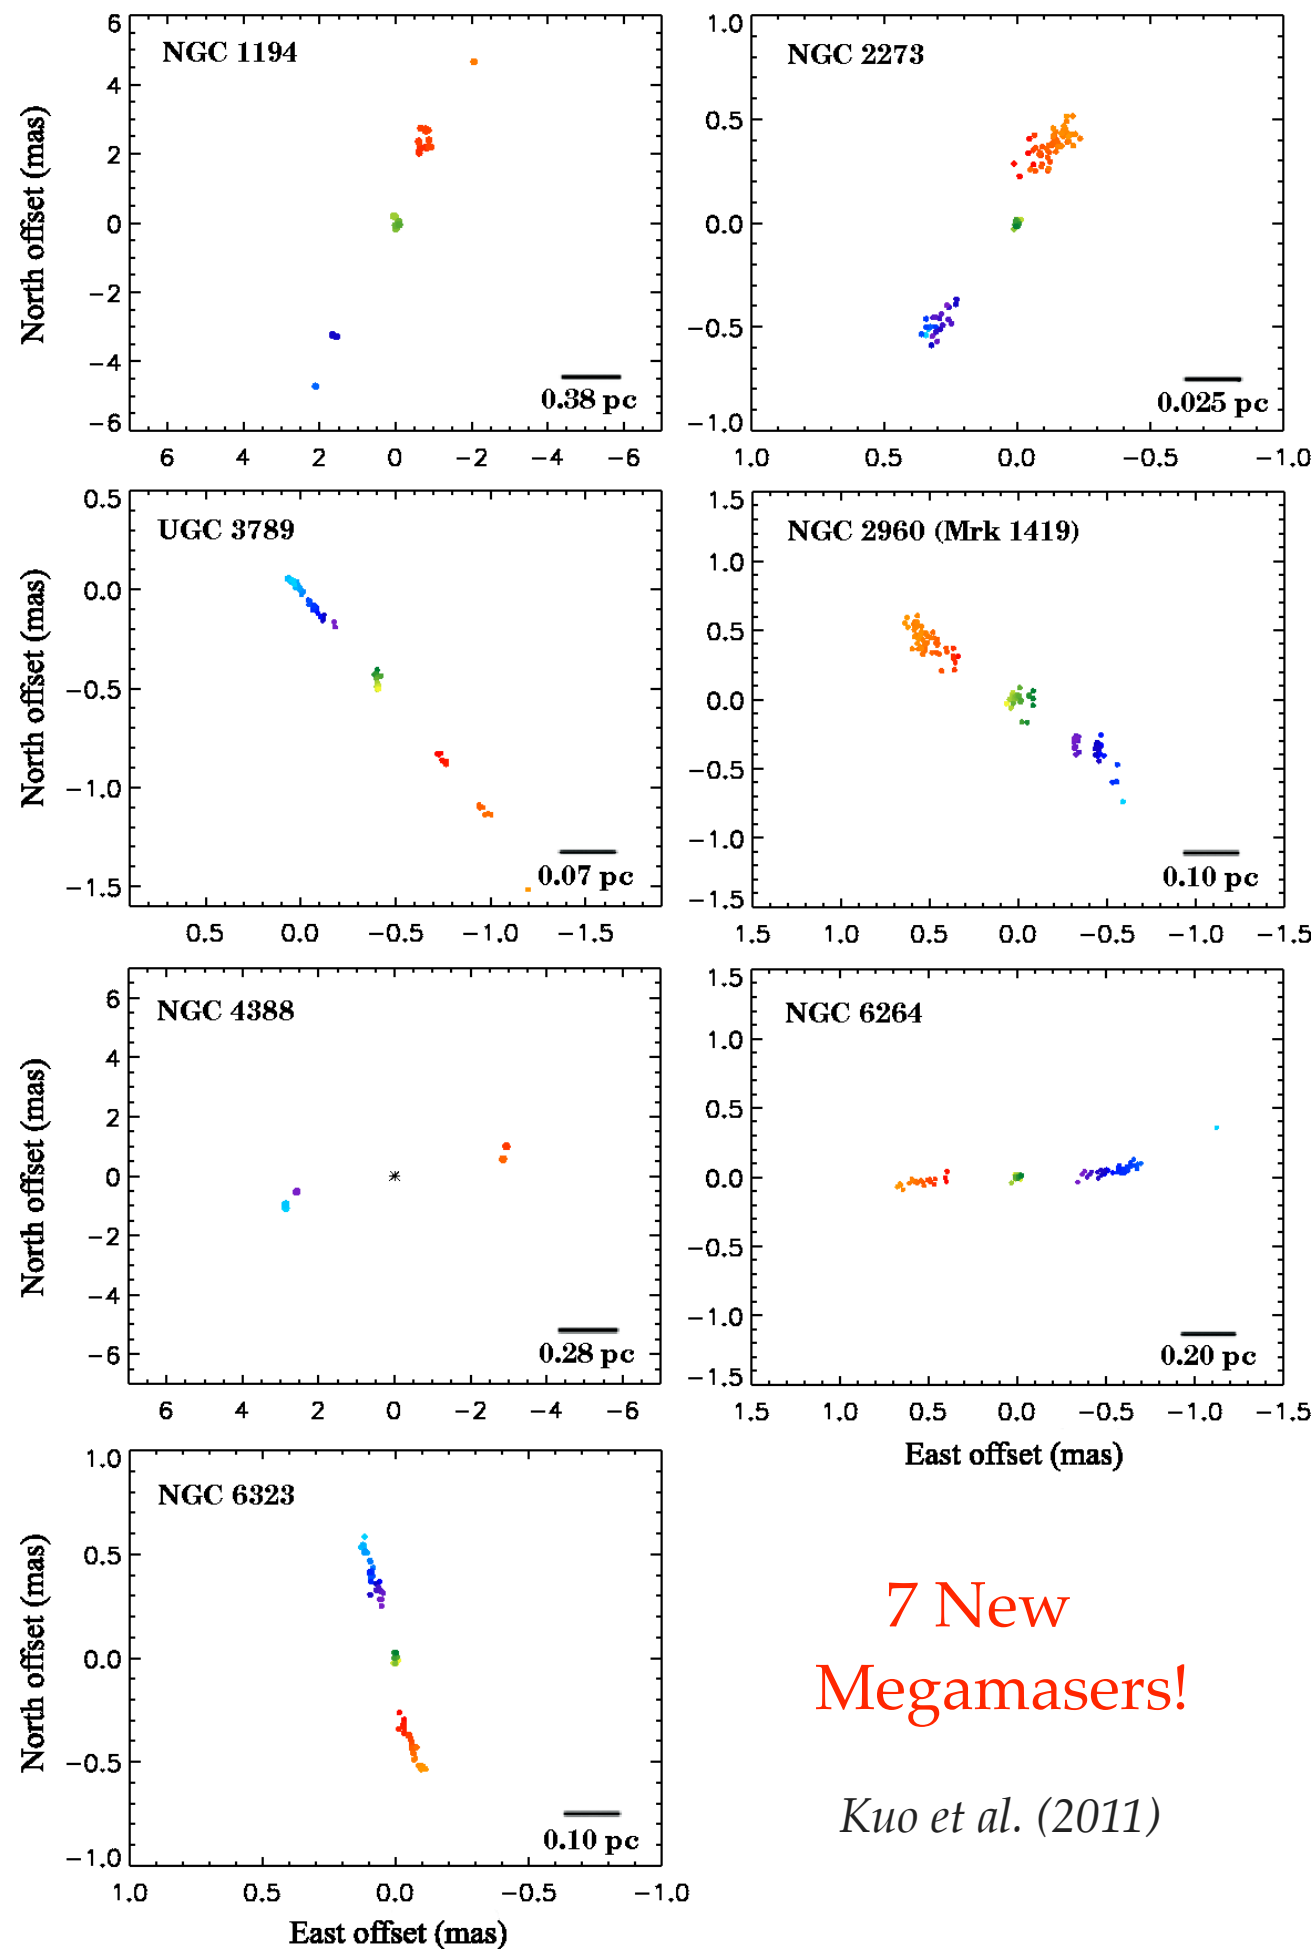 NGC 1194
North offset (mas)
6
4
2
0
−2
−4
−6
0.38 pc
6 4 2 0 −2 −4 −6
NGC 2273
1.0
0.5
0.0
−0.5
−1.0
0.025 pc
1.0 0.5 0.0 −0.5 −1.0
UGC 3789
North offset (mas)
0.5
0.0
−0.5
−1.0
−1.5
0.07 pc
0.5 0.0 −0.5 −1.0 −1.5
NGC 2960 (Mrk 1419)
1.5
1.0
0.5
0.0
−0.5
−1.0
−1.5
0.10 pc
1.5 1.0 0.5 0.0 −0.5 −1.0 −1.5
NGC 4388
North offset (mas)
6
4
2
0
−2
−4
−6
0.28 pc
6 4 2 0 −2 −4 −6
NGC 6264
1.5
1.0
0.5
0.0
−0.5
−1.0
−1.5
0.20 pc
1.5 1.0 0.5 0.0 −0.5 −1.0 −1.5
East offset (mas)
NGC 6323
North offset (mas)
1.0
0.5
0.0
−0.5
−1.0
0.10 pc
1.0 0.5 0.0 −0.5 −1.0
East offset (mas)
7 New
Megamasers!
Kuo et al. (2011)